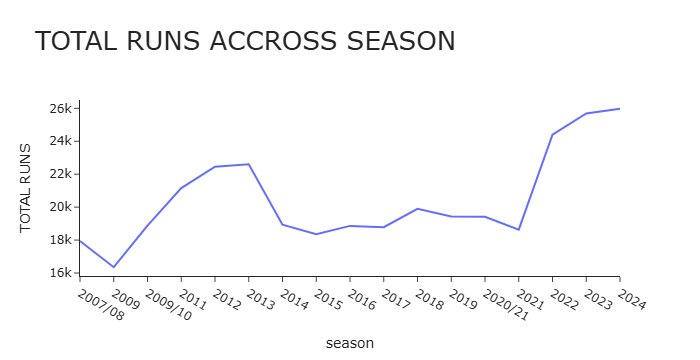 TOTAL RUNS ACCROSS SEASON
26k
24k
22k
20k
18k
16k
TOTAL RUNS
2007/08
2009
2009/10
2011
2012
2013
2014
2015
2016
2017
2018
2019
2020/21
2021
2022
2023
2024
season